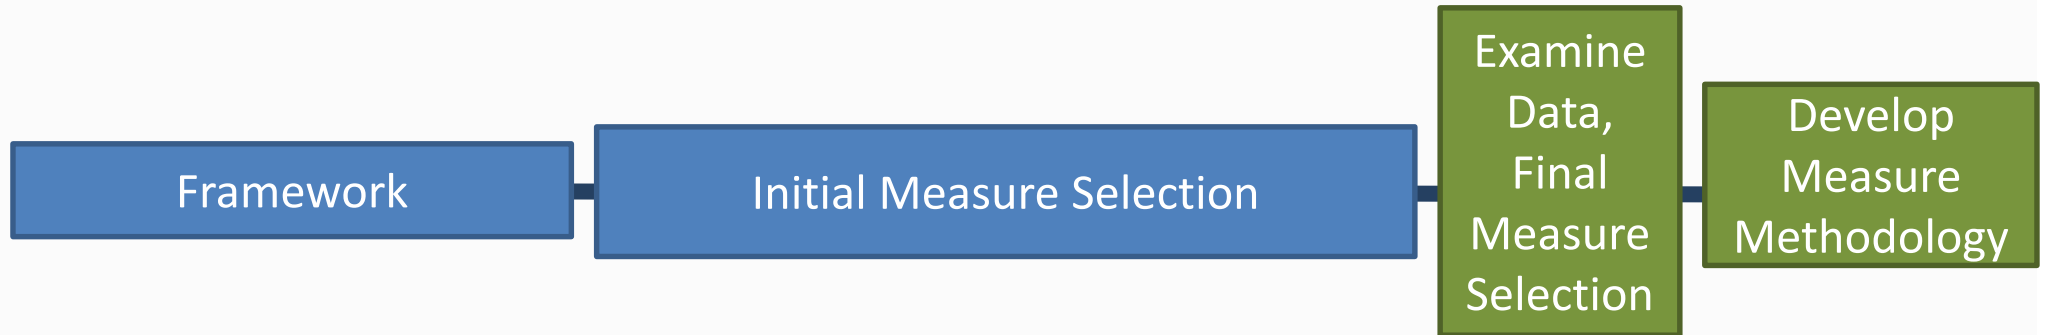 Framework
Initial Measure Selection
Examine
Data,
Final
Measure
Selection
Develop
Measure
Methodology